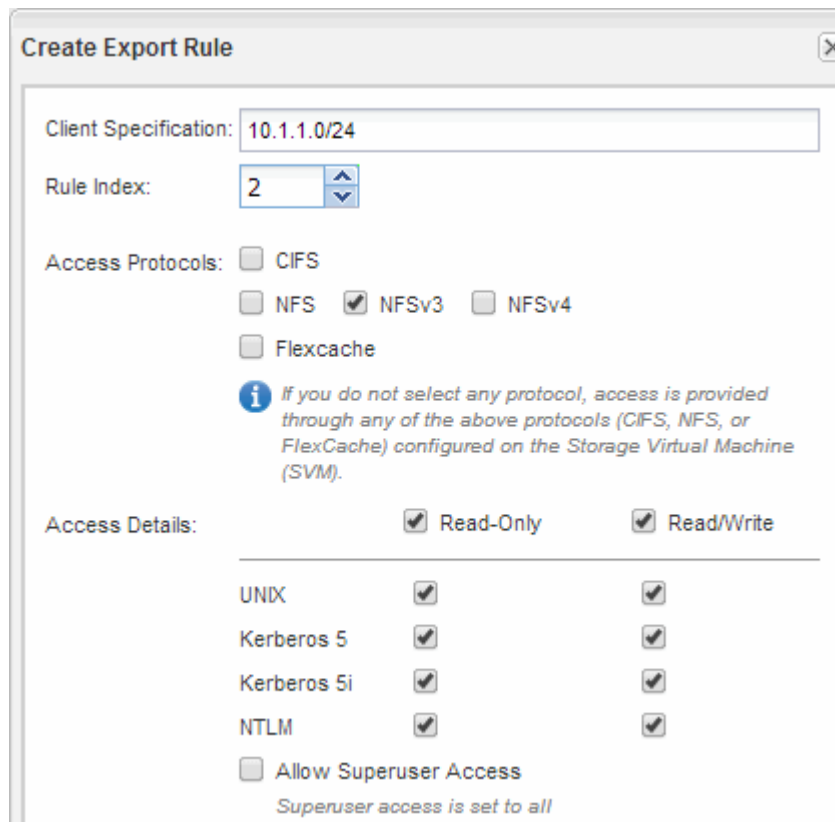 Create Export Rule
Client Specification: 10.1.1.0/24
Rule Index: 2
Access Protocols: CIFS
NFS NFSv3 NFSv4
Flexcache
If you do not select any protocol, access is provided
through any of the above protocols (CIFS, NFS, or
FlexCache) configured on the Storage Virtual Machine
(SVM).
Access Details: Read-Only Read/Write
UNIX
Kerberos 5
Kerberos 5i
NTLM
Allow Superuser Access
Superuser access is set to all